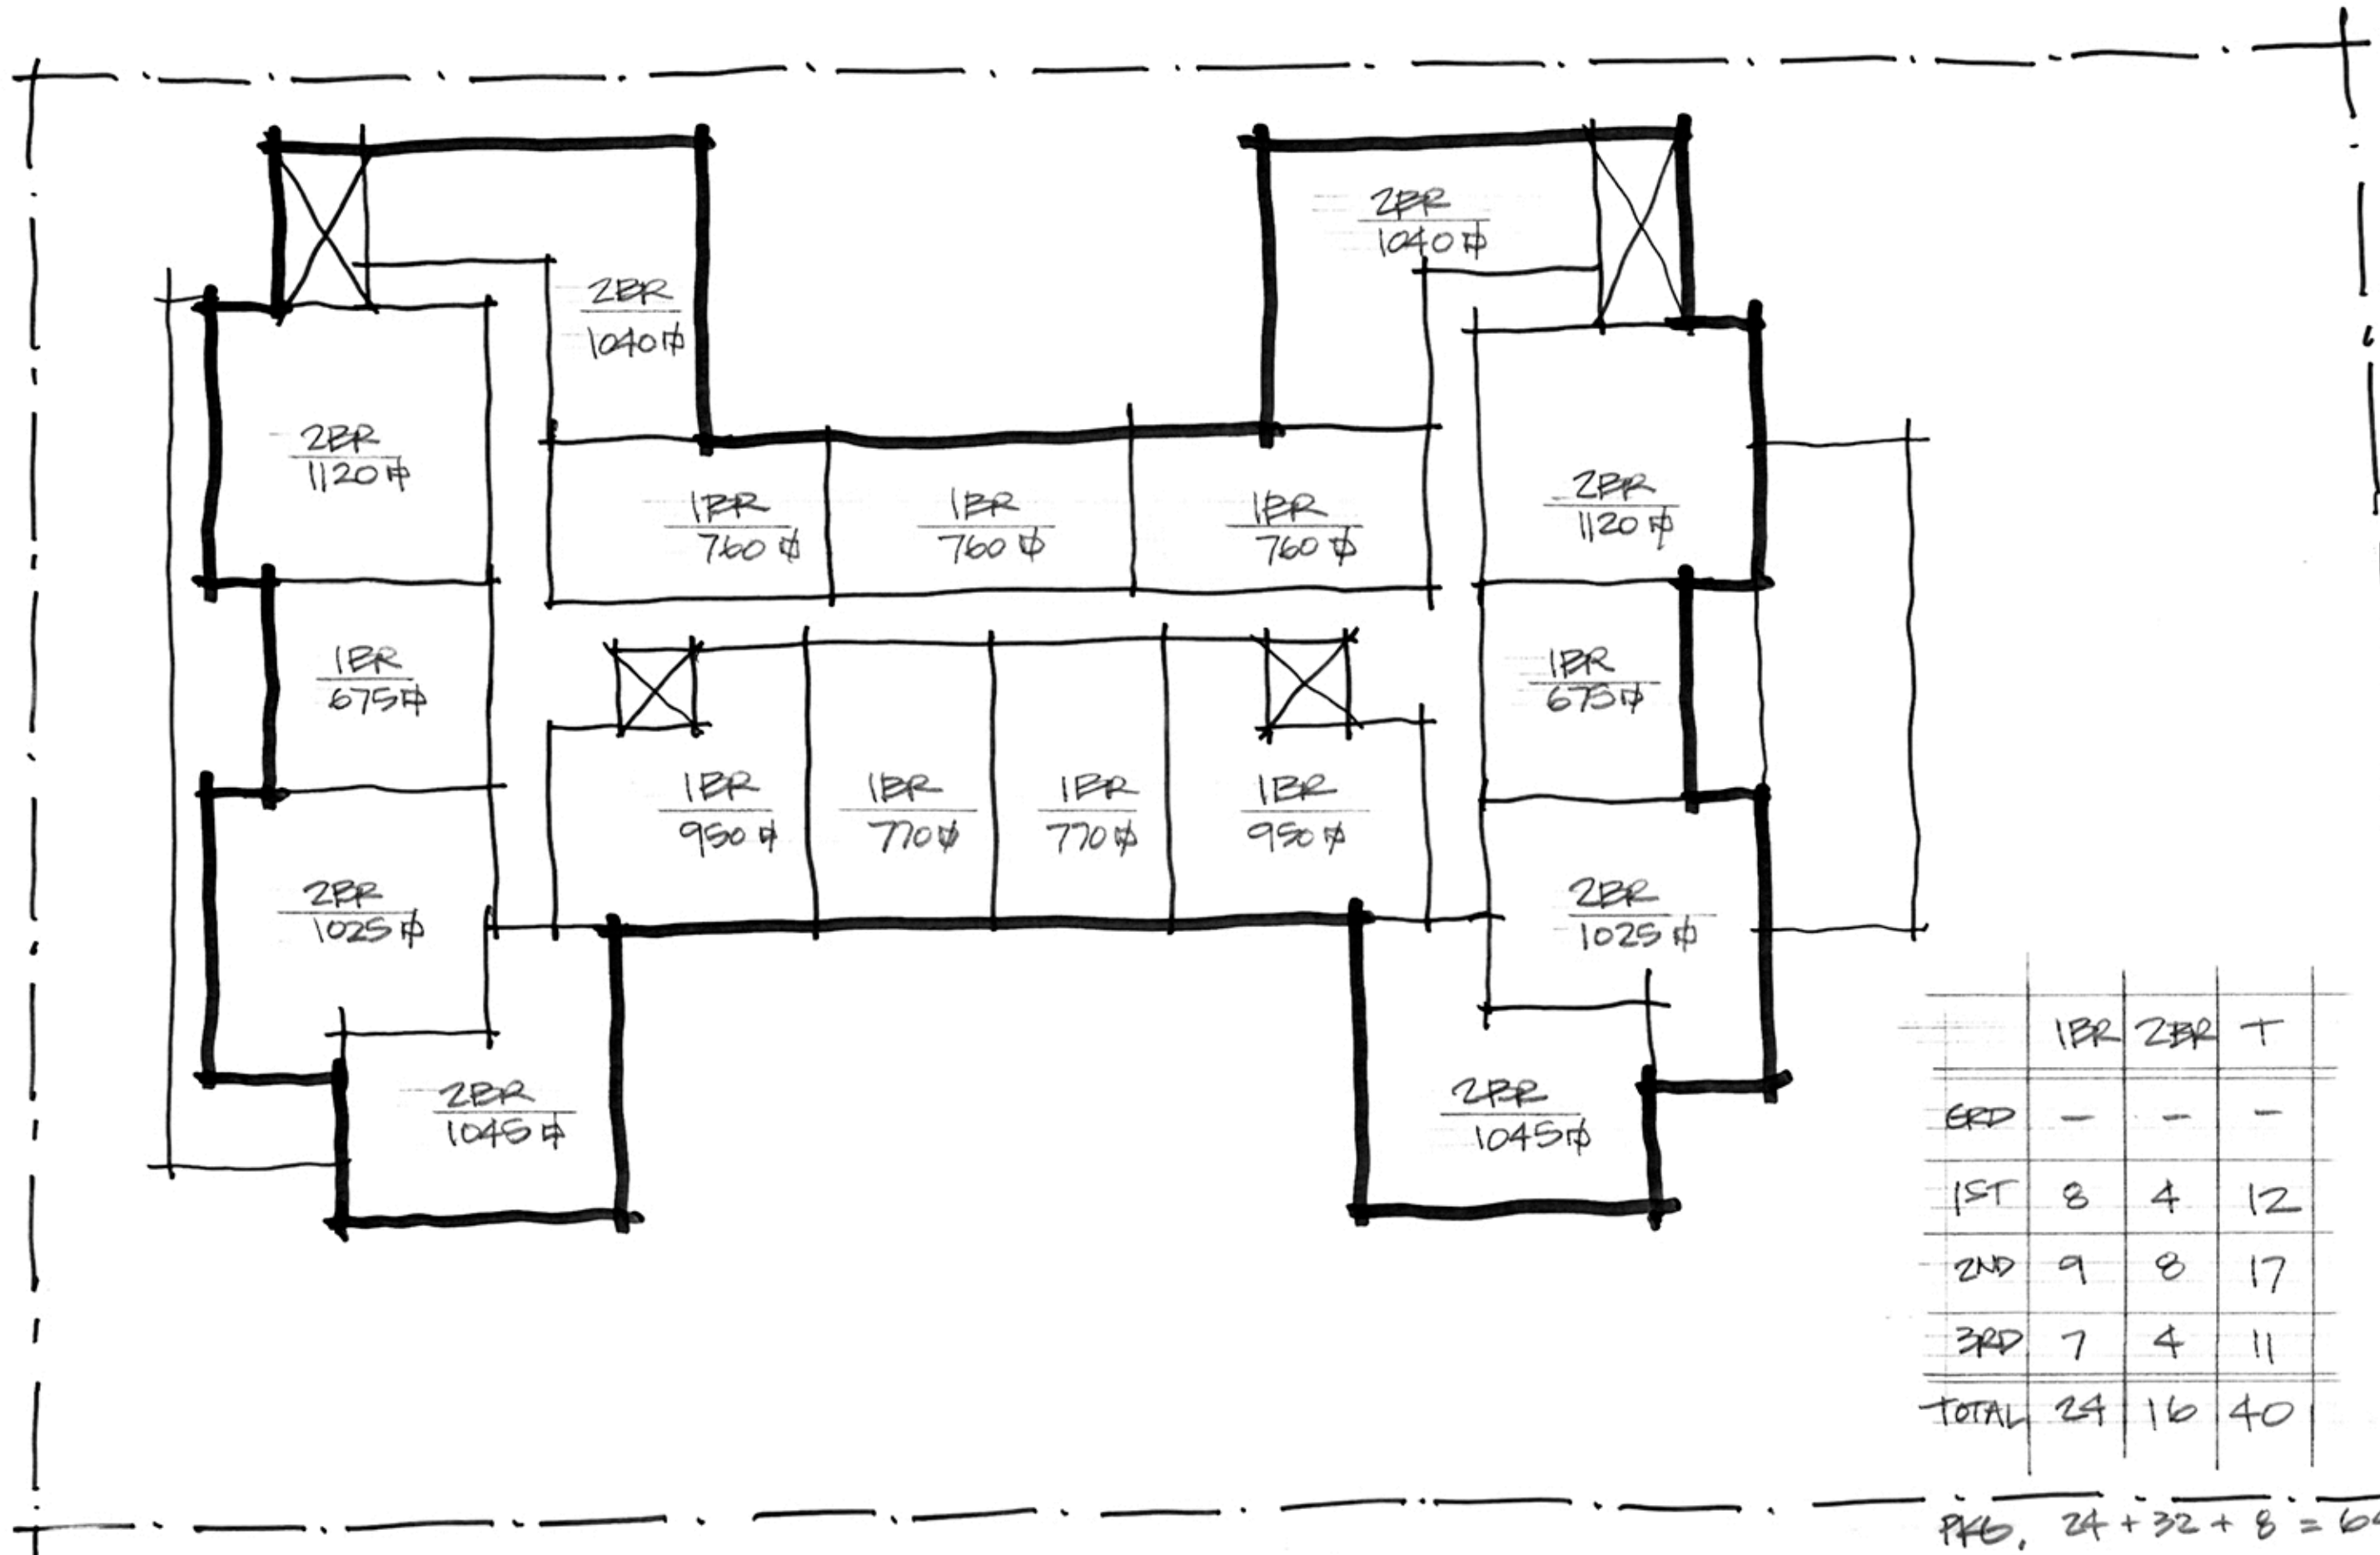 2BR
1040 ⌗
2BR
1040 ⌗
2BR
1120 ⌗
2BR
1120 ⌗
1BR
760 ⌗
1BR
760 ⌗
1BR
760 ⌗
1BR
675 ⌗
1BR
675 ⌗
1BR
950 ⌗
1BR
770 ⌗
1BR
770 ⌗
1BR
950 ⌗
2BR
1025 ⌗
2BR
1025 ⌗
2BR
1045 ⌗
2BR
1045 ⌗
1BR 2BR T
GRD – – –
1ST 8 4 12
2ND 9 8 17
3RD 7 4 11
TOTAL 24 16 40
PKG. 24 + 32 + 8 = 64